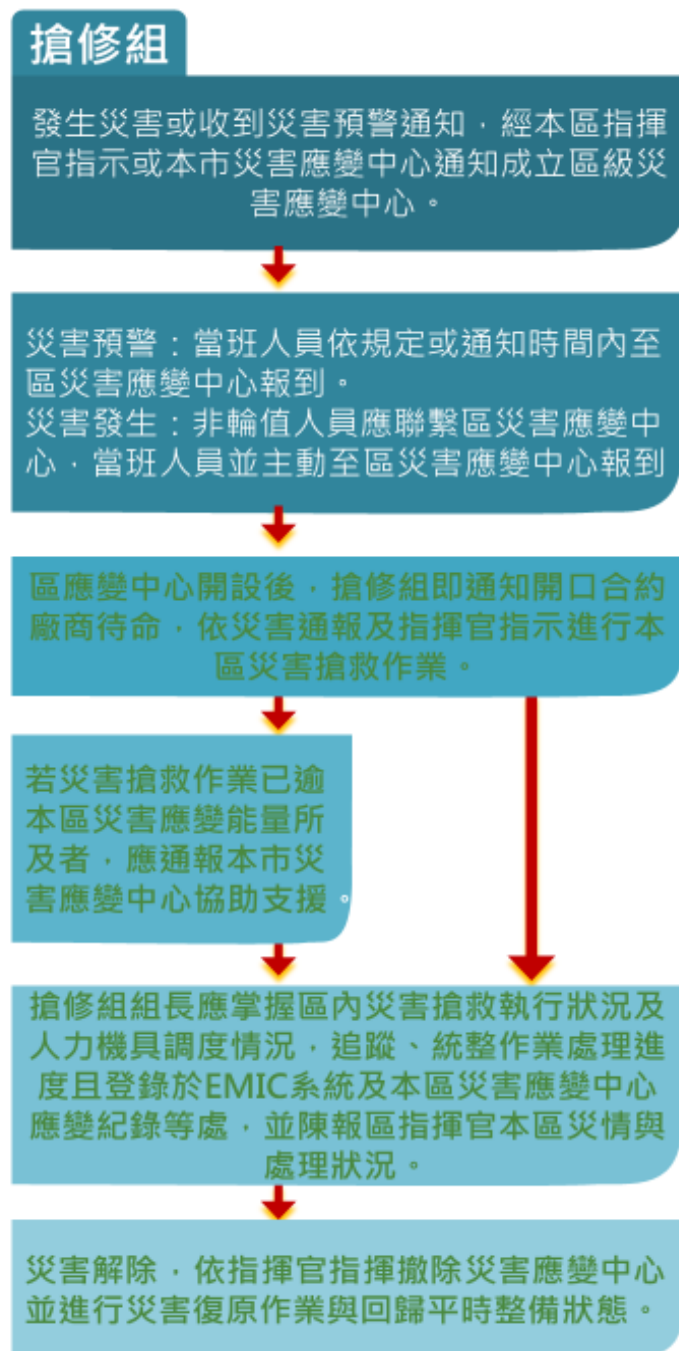 搶修組
發生災害或收到災害預警通知，經本區指揮
官指示或本市災害應變中心通知成立區級災
害應變中心。
災害預警：當班人員依規定或通知時間內至
區災害應變中心報到。
災害發生：非輪值人員應聯繫區災害應變中
心，當班人員並主動至區災害應變中心報到
區應變中心開設後，搶修組即通知開口合約
廠商待命，依災害通報及指揮官指示進行本
區災害搶救作業。
若災害搶救作業已逾
本區災害應變能量所
及者，應通報本市災
害應變中心協助支援。
搶修組組長應掌握區內災害搶救執行狀況及
人力機具調度情況，追蹤、統整作業處理進
度且登錄於EMIC系統及本區災害應變中心
應變紀錄等處，並陳報區指揮官本區災情與
處理狀況。
災害解除，依指揮官指揮撤除災害應變中心
並進行災害復原作業與回歸平時整備狀態。